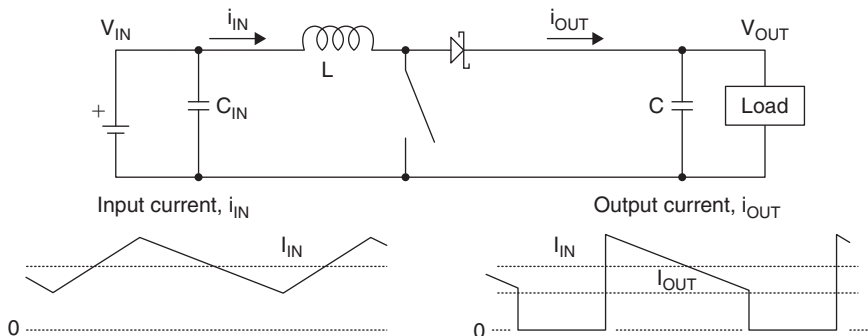 V_IN i_IN i_OUT V_OUT
L
+ C_IN C Load
Input current, i_IN Output current, i_OUT
I_IN I_IN
I_OUT
0 0